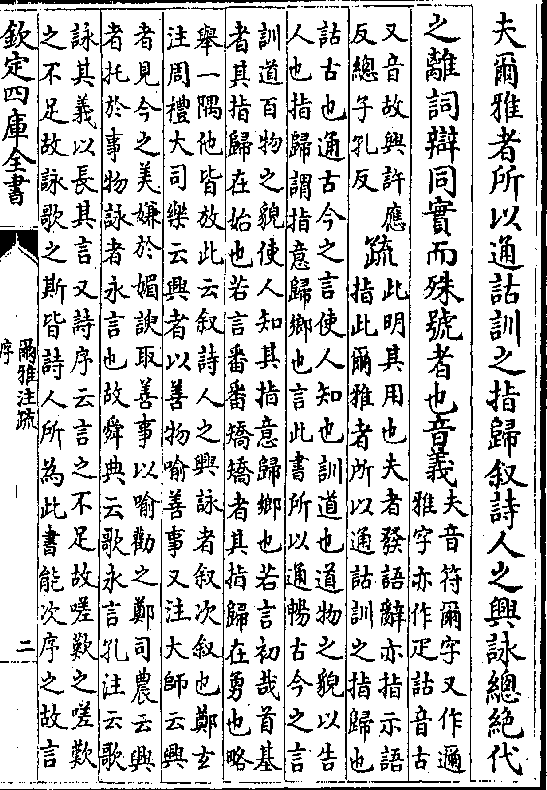 夫爾雅者所以通詁訓之指歸叙詩人之興詠總絶代
之離詞辯同實而殊號者也音義
夫音符爾字又作邇
雅字亦作疋詁音古
又音故興許應
反總子孔反
疏
此明其用也夫者發語辭亦指示語
指此爾雅者所以通詁訓之指歸也
詁古也通古今之言使人知也訓道也道物之貌以告
人也指歸謂指意歸鄉也言此書所以通暢古今之言
訓道百物之貌使人知其指意歸鄉也若言初哉首基
者其指歸在始也若言番番矯矯者其指歸在勇也略
舉一隅他皆放此云叙詩人之興詠者叙次叙也鄭玄
注周禮大司樂云興者以善物喻善事又注大師云興
者見今之美嫌於媚諛取善事以喻勸之鄭司農云興
者托於事物詠者永言也故舜典云歌永言孔注云歌
詠其義以長其言又詩序云言之不足故嗟歎之嗟歎
之不足故詠歌之斯皆詩人所為此書能次序之故言
欽定四庫全書
爾雅注疏
序
二